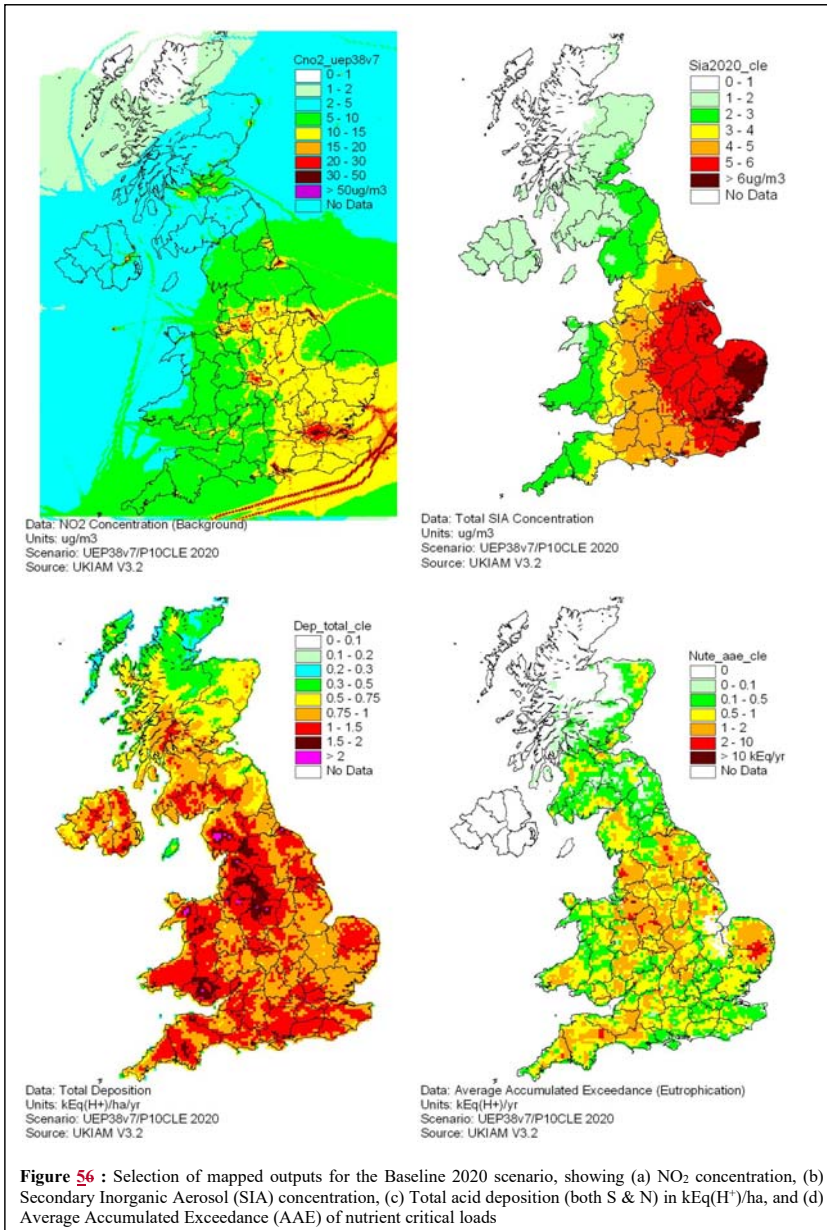 Cno2_uep38v7
0 - 1
1 - 2
2 - 5
5 - 10
10 - 15
15 - 20
20 - 30
30 - 50
> 50ug/m3
No Data
Data: NO2 Concentration (Background)
Units: ug/m3
Scenario: UEP38v7/P10CLE 2020
Source: UKIAM V3.2
Sia2020_cle
0 - 1
1 - 2
2 - 3
3 - 4
4 - 5
5 - 6
> 6ug/m3
No Data
Data: Total SIA Concentration
Units: ug/m3
Scenario: UEP38v7/P10CLE 2020
Source: UKIAM V3.2
Dep_total_cle
0 - 0.1
0.1 - 0.2
0.2 - 0.3
0.3 - 0.5
0.5 - 0.75
0.75 - 1
1 - 1.5
1.5 - 2
> 2
No Data
Data: Total Deposition
Units: kEq(H+)/ha/yr
Scenario: UEP38v7/P10CLE 2020
Source: UKIAM V3.2
Nute_aae_cle
0
0 - 0.1
0.1 - 0.5
0.5 - 1
1 - 2
2 - 10
> 10 kEq/yr
No Data
Data: Average Accumulated Exceedance (Eutrophication)
Units: kEq(H+)/yr
Scenario: UEP38v7/P10CLE 2020
Source: UKIAM V3.2
Figure 56 : Selection of mapped outputs for the Baseline 2020 scenario, showing (a) NO₂ concentration, (b)
Secondary Inorganic Aerosol (SIA) concentration, (c) Total acid deposition (both S & N) in kEq(H⁺)/ha, and (d)
Average Accumulated Exceedance (AAE) of nutrient critical loads